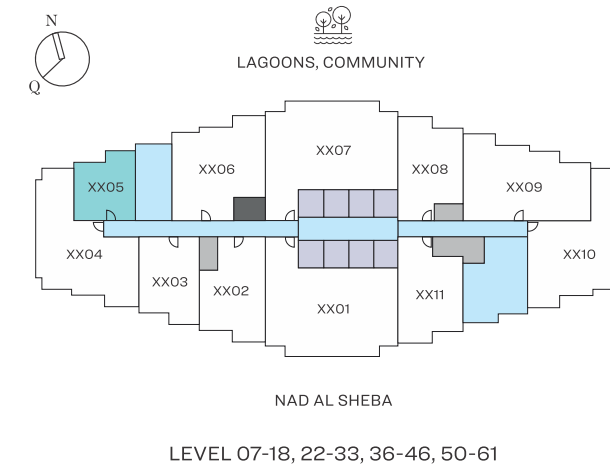 N
Q
LAGOONS, COMMUNITY
XX07
XX06
XX08
XX05
XX09
XX04
XX10
XX03
XX02
XX11
XX01
NAD AL SHEBA
LEVEL 07-18, 22-33, 36-46, 50-61